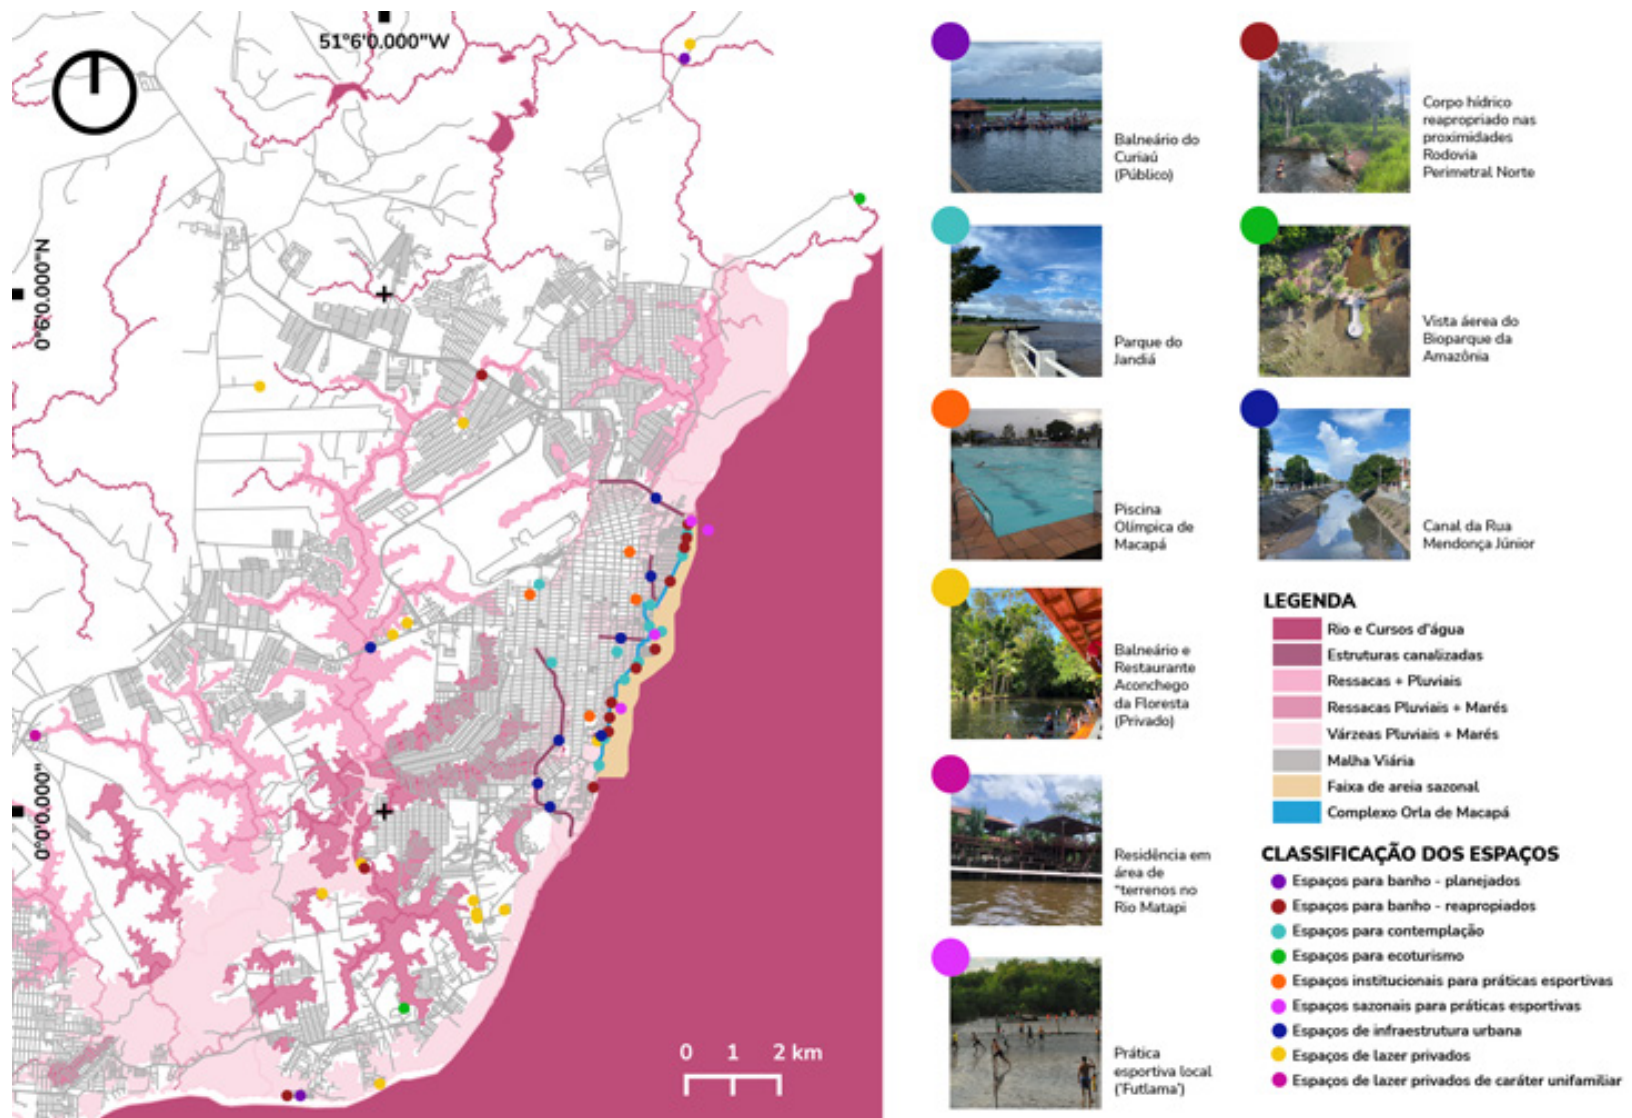 51°6'0.000"W
0°6'0.000"N
0°0'0.000"
0 1 2 km
Balneário do
Curiaú
(Público)
Parque do
Jandiá
Piscina
Olímpica de
Macapá
Balneário e
Restaurante
Aconchego
da Floresta
(Privado)
Residência em
área de
"terrenos no
Rio Matapi
Prática
esportiva local
('Futlama')
Corpo hídrico
reapropriado nas
proximidades
Rodovia
Perimetral Norte
Vista áerea do
Bioparque da
Amazônia
Canal da Rua
Mendonça Júnior
LEGENDA
Rio e Cursos d'água
Estruturas canalizadas
Ressacas + Pluviais
Ressacas Pluviais + Marés
Várzeas Pluviais + Marés
Malha Viária
Faixa de areia sazonal
Complexo Orla de Macapá
CLASSIFICAÇÃO DOS ESPAÇOS
Espaços para banho - planejados
Espaços para banho - reapropiados
Espaços para contemplação
Espaços para ecoturismo
Espaços institucionais para práticas esportivas
Espaços sazonais para práticas esportivas
Espaços de infraestrutura urbana
Espaços de lazer privados
Espaços de lazer privados de caráter unifamiliar